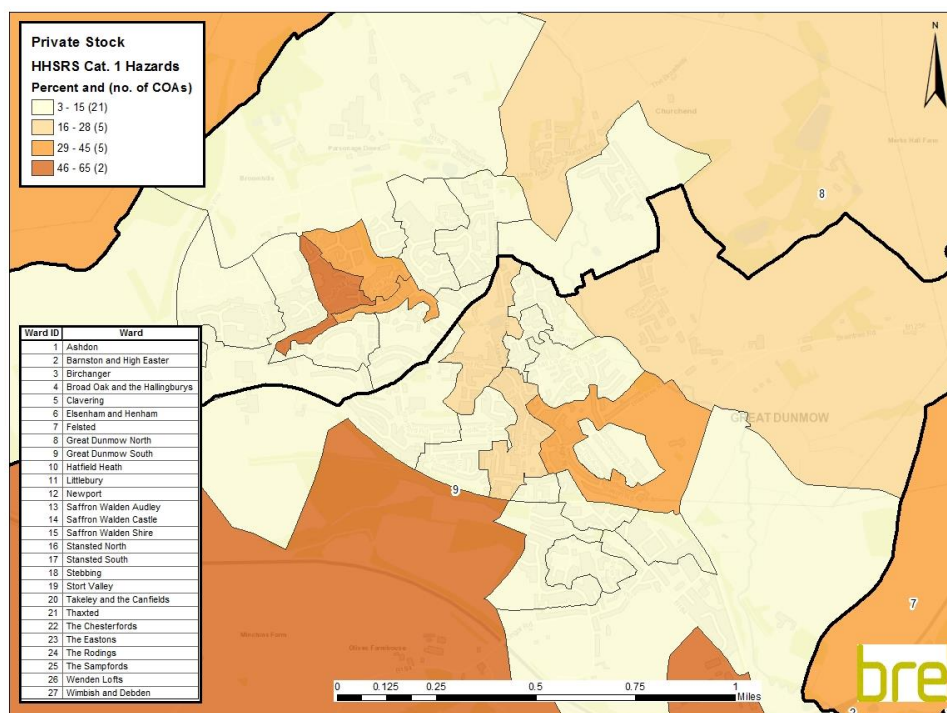 Private Stock
HHSRS Cat. 1 Hazards
Percent and (no. of COAs)
3 - 15 (21)
16 - 28 (5)
29 - 45 (5)
46 - 65 (2)
N
Churchend
8
GREAT DUNMOW
9
7
Ward ID Ward
1 Ashdon
2 Barnston and High Easter
3 Birchanger
4 Broad Oak and the Hallingburys
5 Clavering
6 Elsenham and Henham
7 Felsted
8 Great Dunmow North
9 Great Dunmow South
10 Hatfield Heath
11 Littlebury
12 Newport
13 Saffron Walden Audley
14 Saffron Walden Castle
15 Saffron Walden Shire
16 Stansted North
17 Stansted South
18 Stebbing
19 Stort Valley
20 Takeley and the Canfields
21 Thaxted
22 The Chesterfords
23 The Eastons
24 The Rodings
25 The Sampfords
26 Wenden Lofts
27 Wimbish and Debden
0 0.125 0.25 0.5 0.75 1
Miles
bre
2